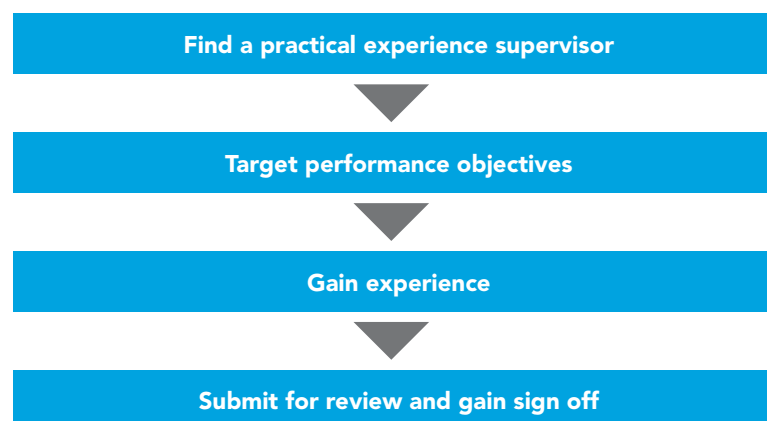 Find a practical experience supervisor
Target performance objectives
Gain experience
Submit for review and gain sign off